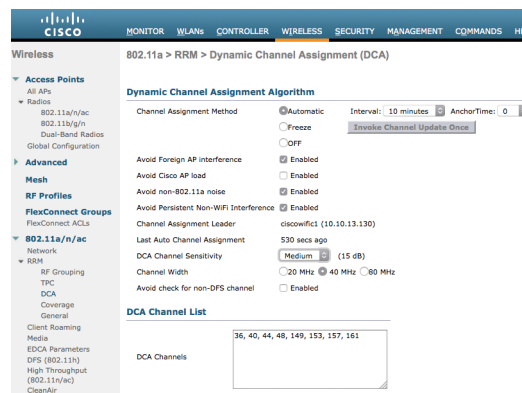 CISCO
MONITOR WLANs CONTROLLER WIRELESS SECURITY MANAGEMENT COMMANDS
Wireless
Access Points
All APs
Radios
802.11a/n/ac
802.11b/g/n
Dual-Band Radios
Global Configuration
Advanced
Mesh
RF Profiles
FlexConnect Groups
FlexConnect ACLs
802.11a/n/ac
Network
RRM
RF Grouping
TPC
DCA
Coverage
General
Client Roaming
Media
EDCA Parameters
DFS (802.11h)
High Throughput
(802.11n/ac)
CleanAir
802.11a > RRM > Dynamic Channel Assignment (DCA)
Dynamic Channel Assignment Algorithm
Channel Assignment Method Automatic Interval: 10 minutes AnchorTime: 0
Freeze Invoke Channel Update Once
OFF
Avoid Foreign AP interference Enabled
Avoid Cisco AP load Enabled
Avoid non-802.11a noise Enabled
Avoid Persistent Non-WiFi Interference Enabled
Channel Assignment Leader ciscowific1 (10.10.13.130)
Last Auto Channel Assignment 530 secs ago
DCA Channel Sensitivity Medium (15 dB)
Channel Width 20 MHz 40 MHz 80 MHz
Avoid check for non-DFS channel Enabled
DCA Channel List
DCA Channels 36, 40, 44, 48, 149, 153, 157, 161